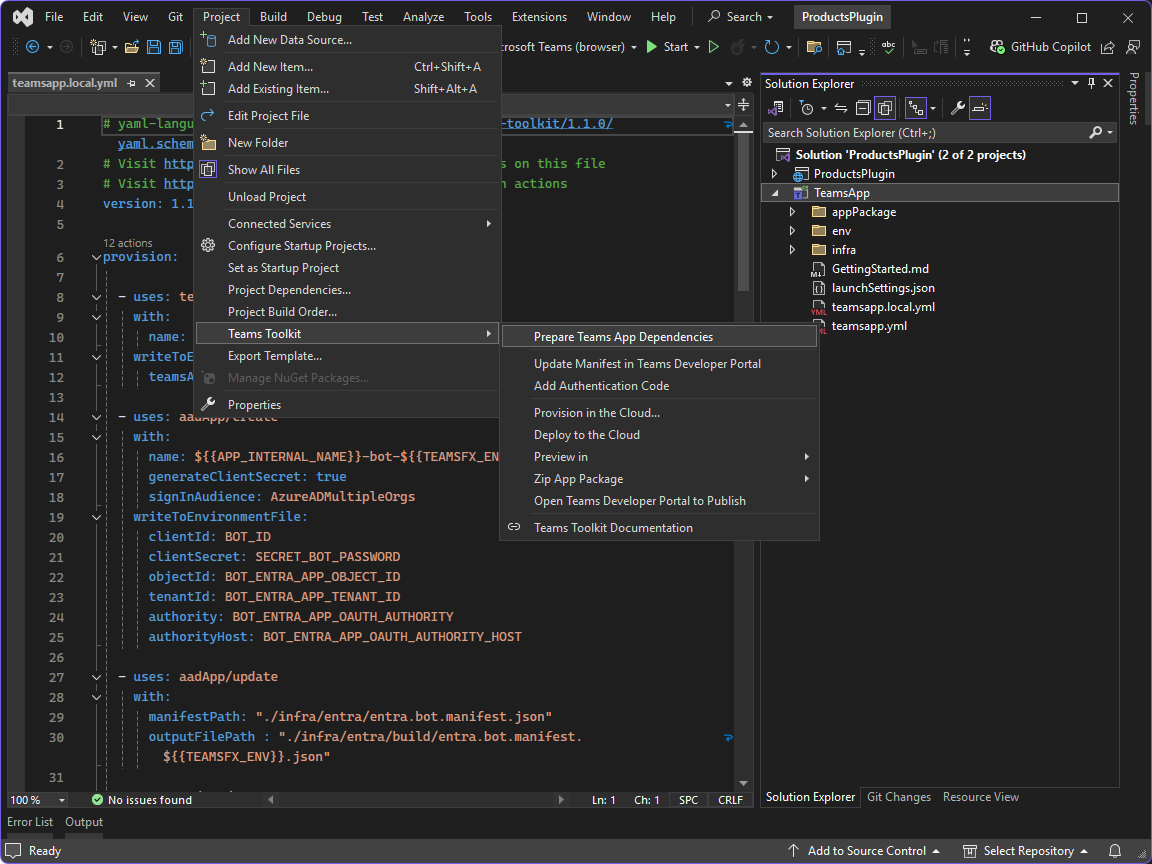 File Edit View Git Project Build Debug Test Analyze Tools Extensions Window Help Search ProductsPlugin
rosoft Teams (browser) Start GitHub Copilot
teamsapp.local.yml
Add New Data Source...
Add New Item... Ctrl+Shift+A
Add Existing Item... Shift+Alt+A
Edit Project File
New Folder
Show All Files
Unload Project
Connected Services
Configure Startup Projects...
Set as Startup Project
Project Dependencies...
Project Build Order...
Teams Toolkit
Export Template...
Manage NuGet Packages...
Properties
Prepare Teams App Dependencies
Update Manifest in Teams Developer Portal
Add Authentication Code
Provision in the Cloud...
Deploy to the Cloud
Preview in
Zip App Package
Open Teams Developer Portal to Publish
Teams Toolkit Documentation
1 # yaml-langu -toolkit/1.1.0/
yaml.schem
2 # Visit http s on this file
3 # Visit http n actions
4 version: 1.1
5
12 actions
6 provision:
7
8 - uses: te
9 with:
10 name:
11 writeToE
12 teamsA
13
14 - uses: aadApp/create
15 with:
16 name: ${{APP_INTERNAL_NAME}}-bot-${{TEAMSFX_EN
17 generateClientSecret: true
18 signInAudience: AzureADMultipleOrgs
19 writeToEnvironmentFile:
20 clientId: BOT_ID
21 clientSecret: SECRET_BOT_PASSWORD
22 objectId: BOT_ENTRA_APP_OBJECT_ID
23 tenantId: BOT_ENTRA_APP_TENANT_ID
24 authority: BOT_ENTRA_APP_OAUTH_AUTHORITY
25 authorityHost: BOT_ENTRA_APP_OAUTH_AUTHORITY_HOST
26
27 - uses: aadApp/update
28 with:
29 manifestPath: "./infra/entra/entra.bot.manifest.json"
30 outputFilePath : "./infra/entra/build/entra.bot.manifest.
${{TEAMSFX_ENV}}.json"
31
100 % No issues found Ln: 1 Ch: 1 SPC CRLF
Solution Explorer
Search Solution Explorer (Ctrl+;)
Solution 'ProductsPlugin' (2 of 2 projects)
ProductsPlugin
TeamsApp
appPackage
env
infra
GettingStarted.md
launchSettings.json
teamsapp.local.yml
teamsapp.yml
Properties
Solution Explorer Git Changes Resource View
Error List Output
Ready Add to Source Control Select Repository